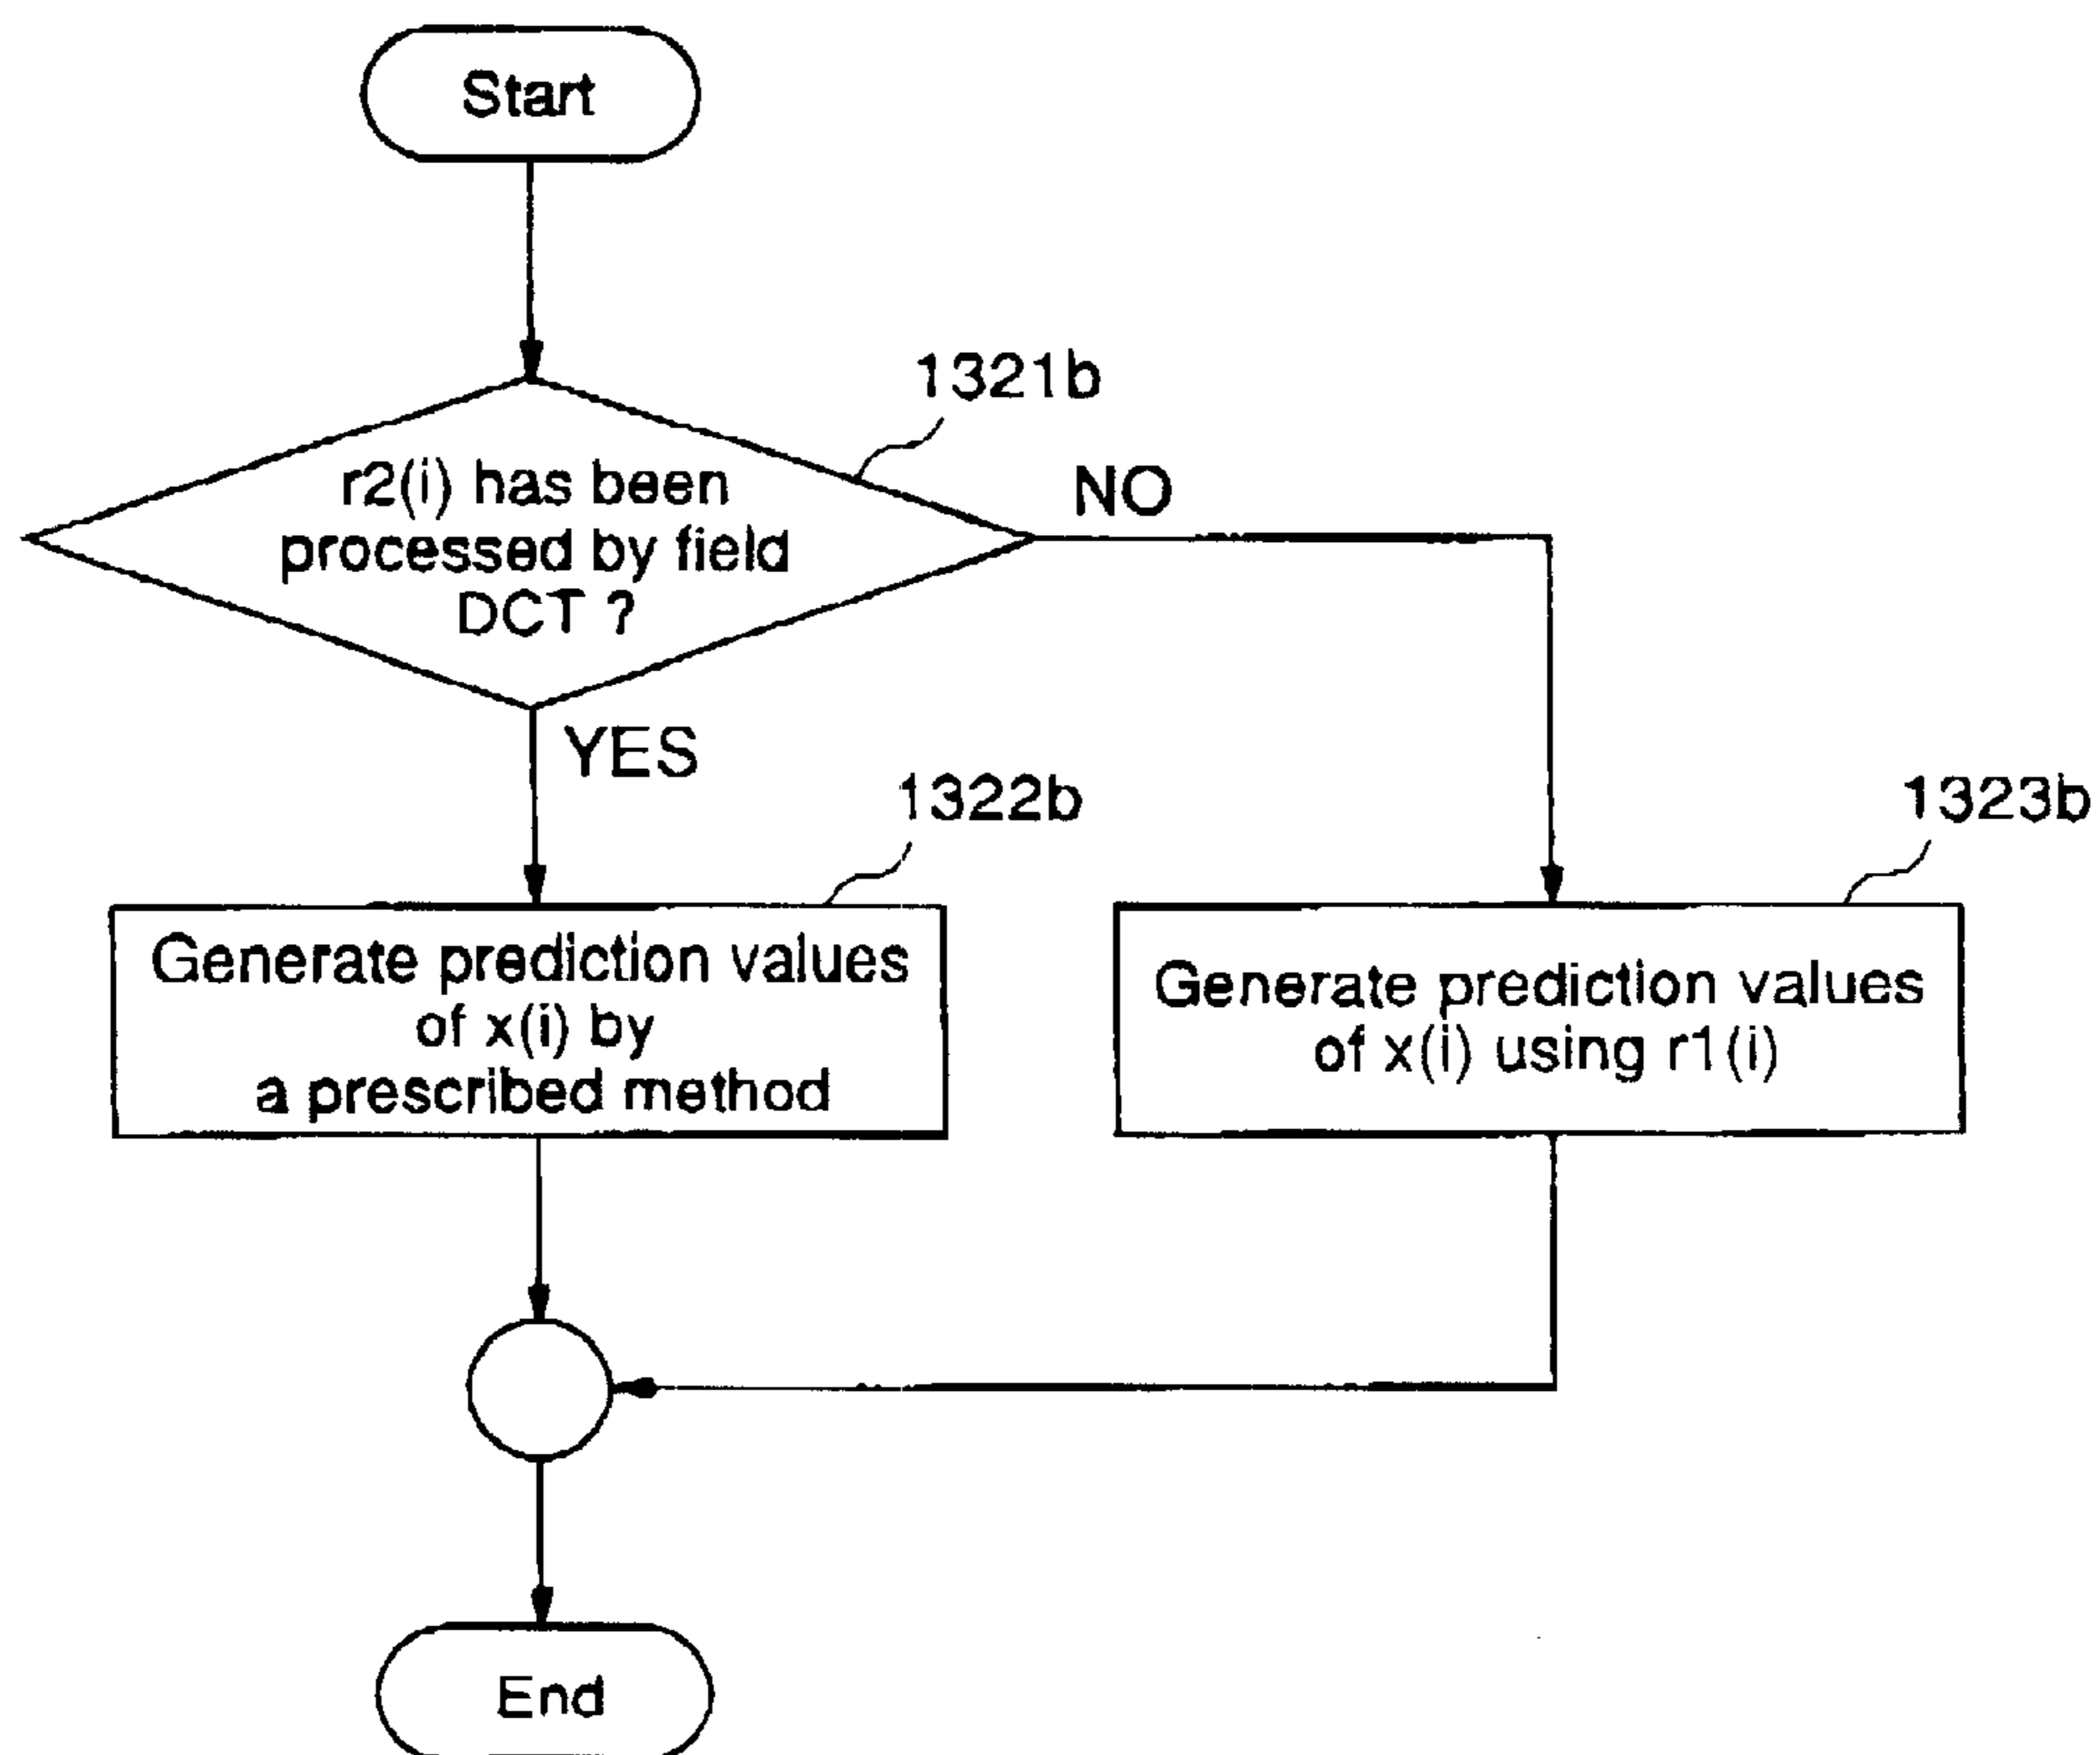 Start
1321b
r2(i) has been
processed by field
DCT ?
NO
YES
1322b
1323b
Generate prediction values
of x(i) by
a prescribed method
Generate prediction values
of x(i) using r1(i)
End